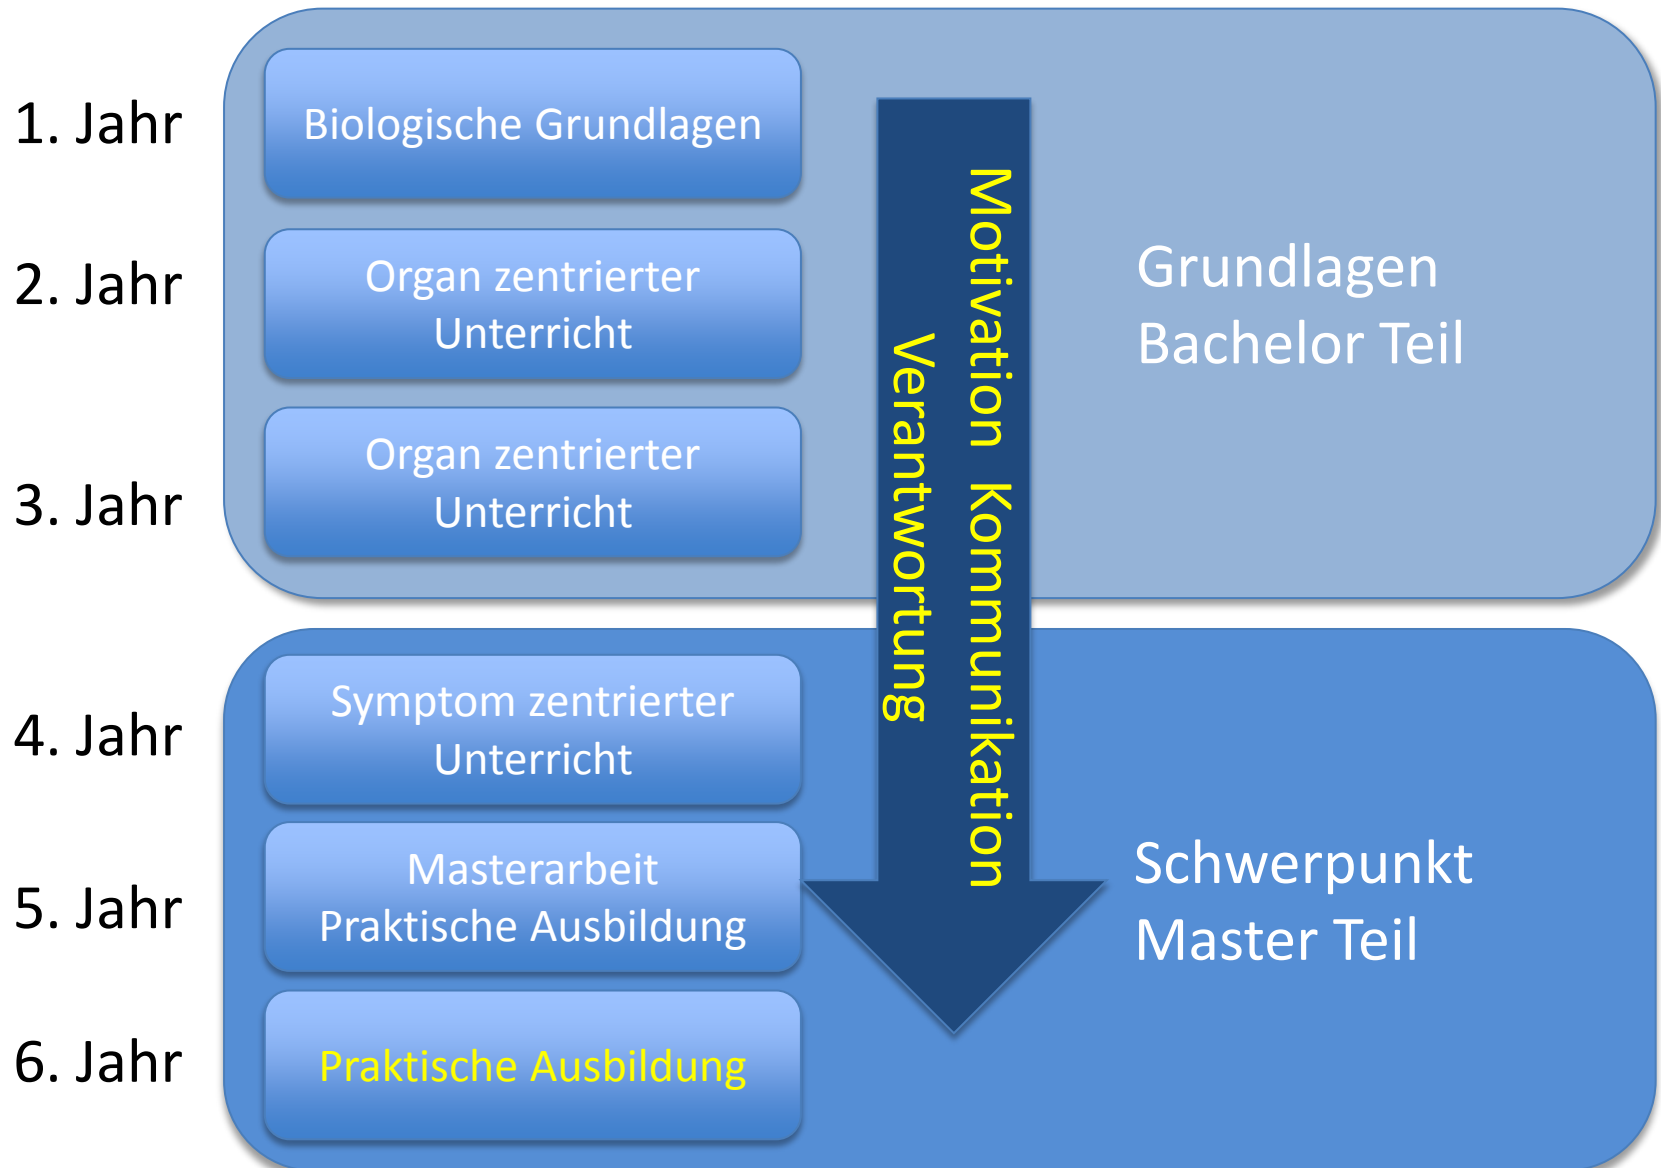 1. Jahr
Biologische Grundlagen
2. Jahr
Organ zentrierter
Unterricht
3. Jahr
Organ zentrierter
Unterricht
Motivation Kommunikation
Verantwortung
Grundlagen
Bachelor Teil
4. Jahr
Symptom zentrierter
Unterricht
5. Jahr
Masterarbeit
Praktische Ausbildung
6. Jahr
Praktische Ausbildung
Schwerpunkt
Master Teil